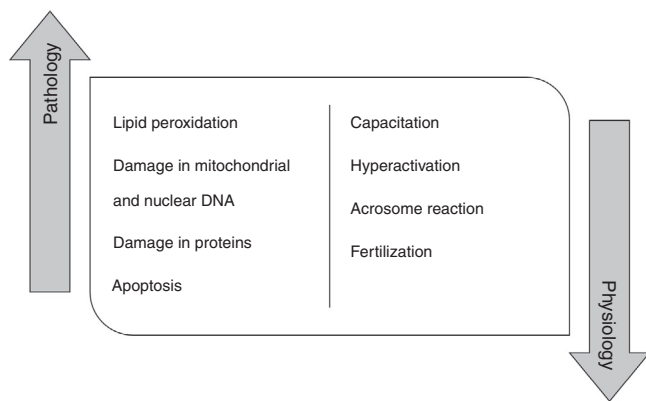 Pathology
Lipid peroxidation
Damage in mitochondrial
and nuclear DNA
Damage in proteins
Apoptosis
Capacitation
Hyperactivation
Acrosome reaction
Fertilization
Physiology